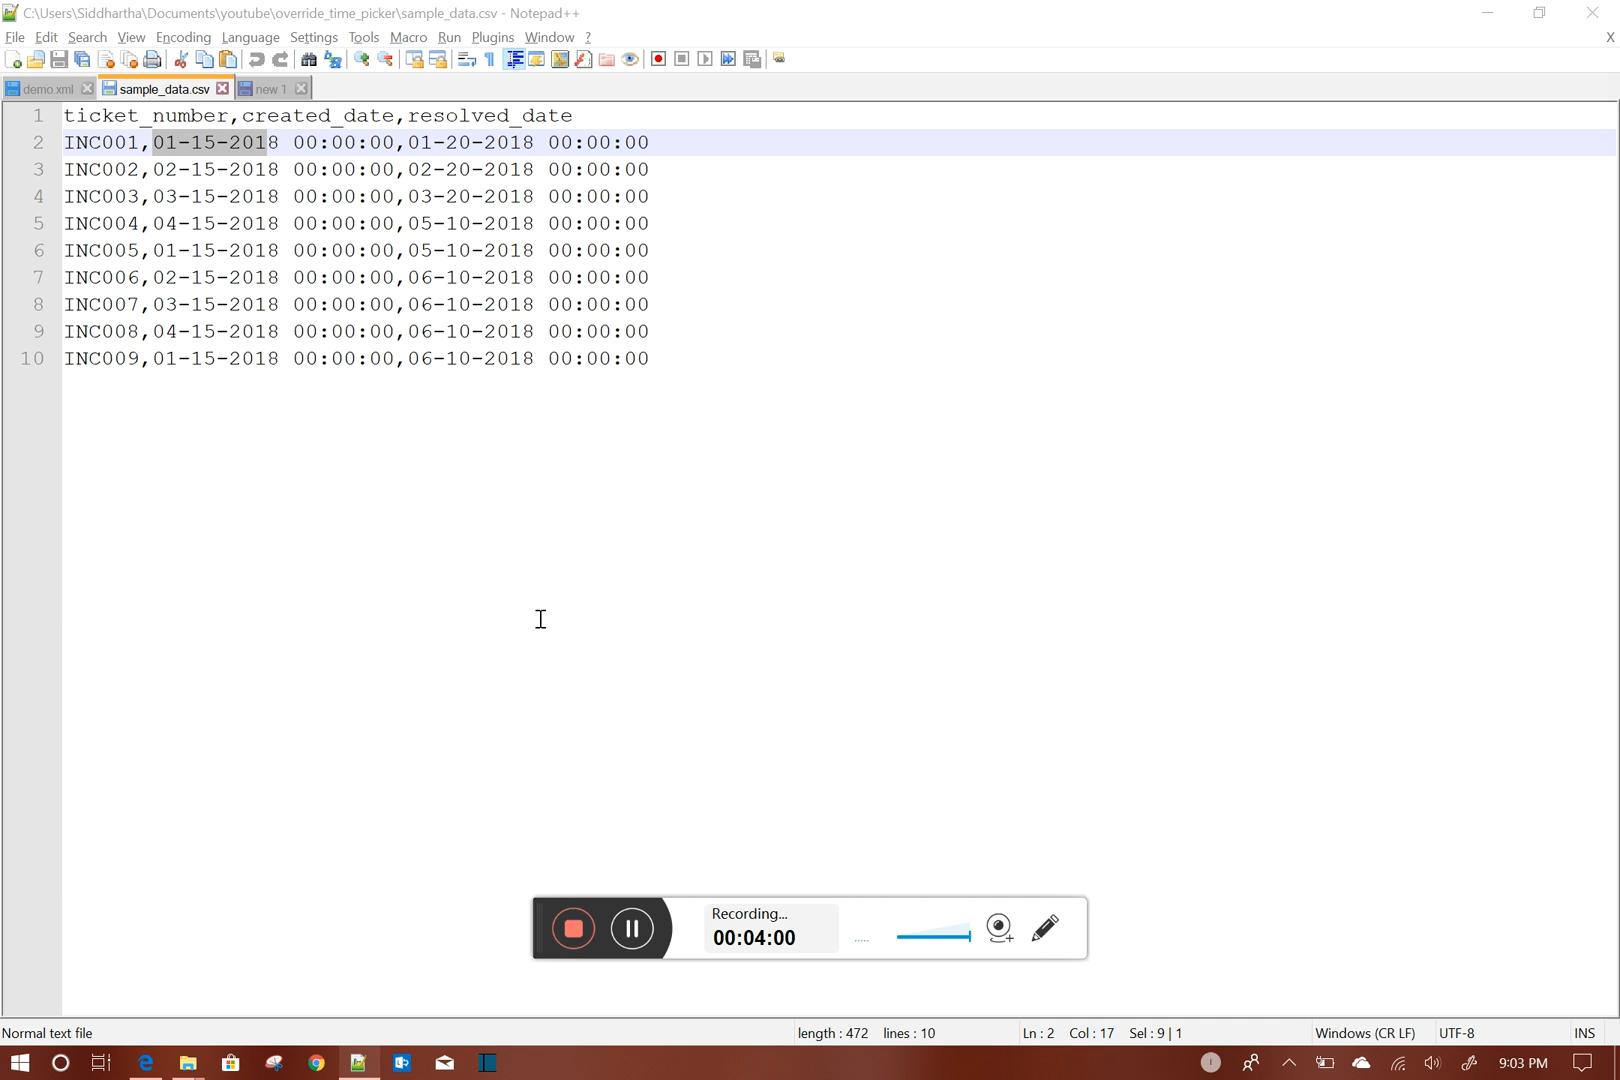 C:\Users\Siddhartha\Documents\youtube\override_time_picker\sample_data.csv - Notepad++
File Edit Search View Encoding Language Settings Tools Macro Run Plugins Window ? X
demo.xml sample_data.csv new 1
1 ticket_number,created_date,resolved_date
2 INC001,01-15-2018 00:00:00,01-20-2018 00:00:00
3 INC002,02-15-2018 00:00:00,02-20-2018 00:00:00
4 INC003,03-15-2018 00:00:00,03-20-2018 00:00:00
5 INC004,04-15-2018 00:00:00,05-10-2018 00:00:00
6 INC005,01-15-2018 00:00:00,05-10-2018 00:00:00
7 INC006,02-15-2018 00:00:00,06-10-2018 00:00:00
8 INC007,03-15-2018 00:00:00,06-10-2018 00:00:00
9 INC008,04-15-2018 00:00:00,06-10-2018 00:00:00
10 INC009,01-15-2018 00:00:00,06-10-2018 00:00:00
Recording...
00:04:00
Normal text file length : 472 lines : 10 Ln : 2 Col : 17 Sel : 9 | 1 Windows (CR LF) UTF-8 INS
9:03 PM